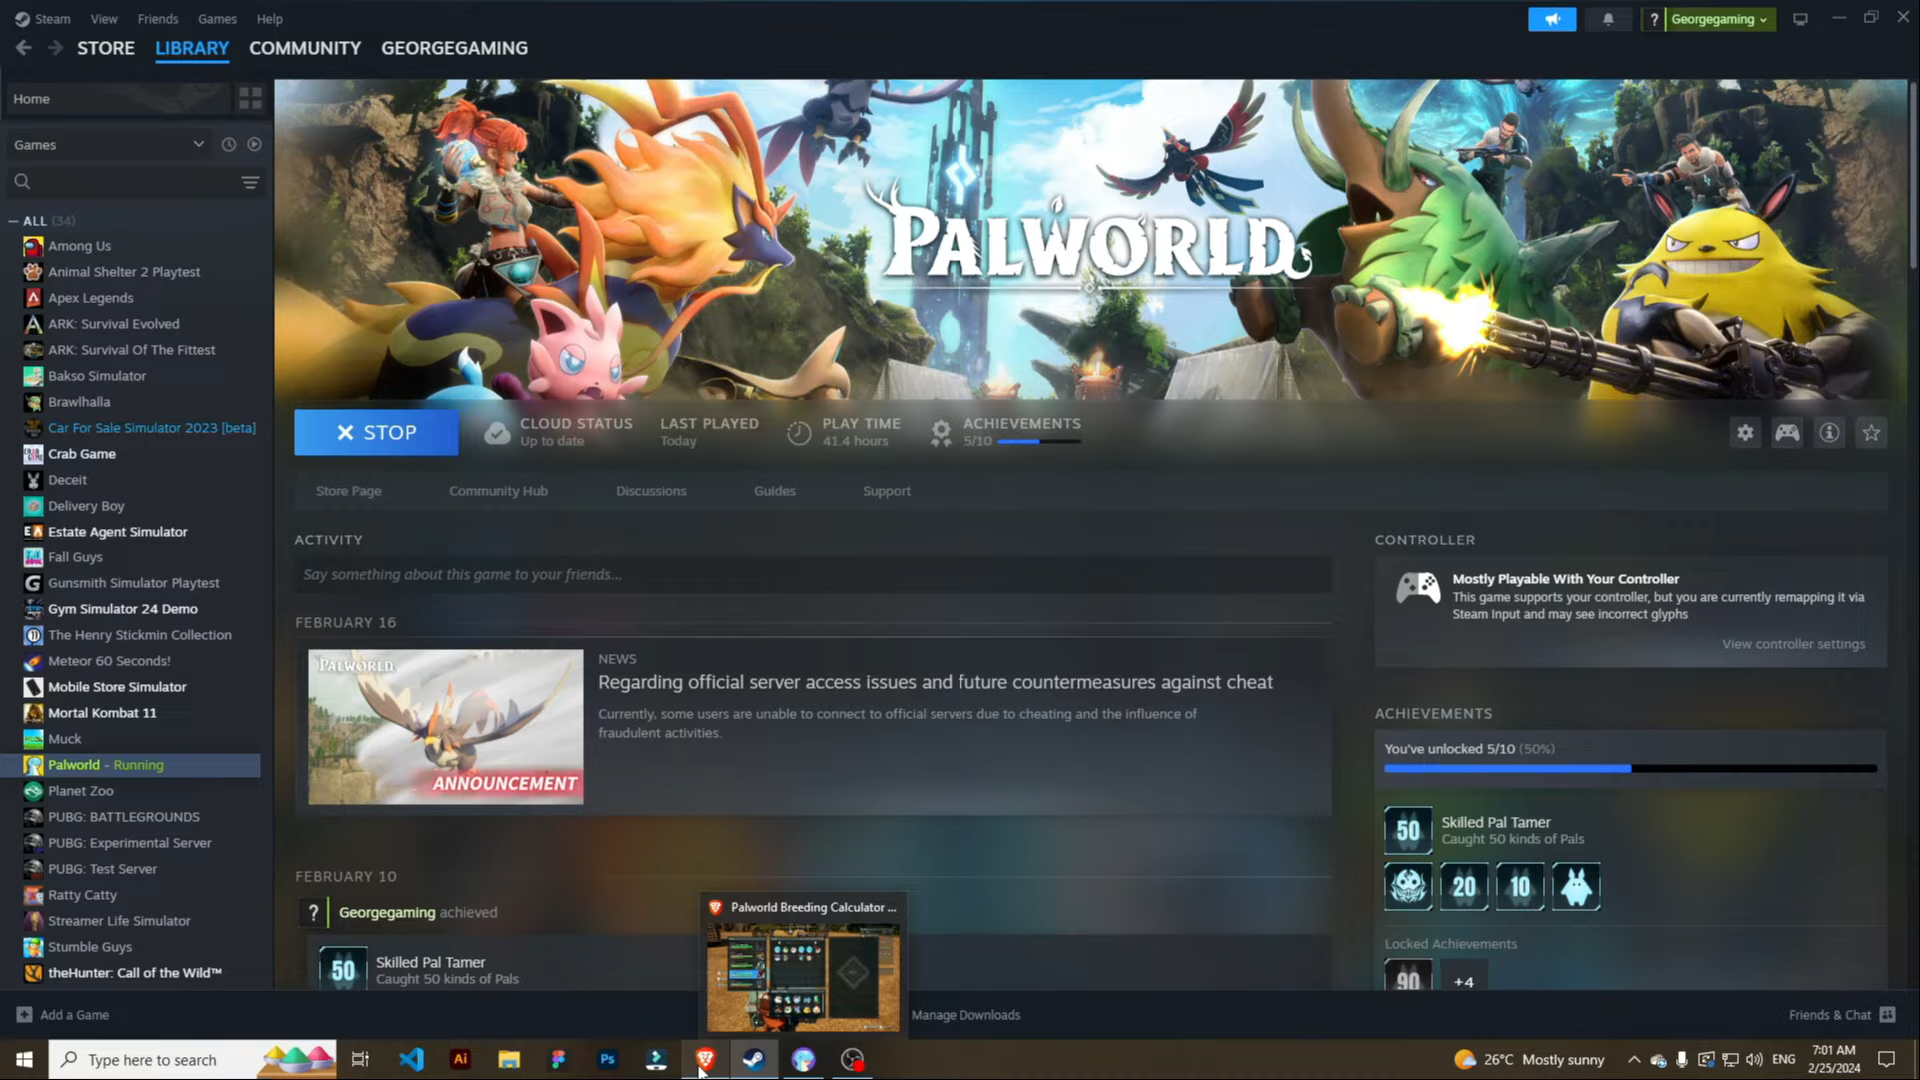 Steam View Friends Games Help
Georgegaming
STORE LIBRARY COMMUNITY GEORGEGAMING
Home
Games
ALL (34)
Among Us
Animal Shelter 2 Playtest
Apex Legends
ARK: Survival Evolved
ARK: Survival Of The Fittest
Bakso Simulator
Brawlhalla
Car For Sale Simulator 2023 [beta]
Crab Game
Deceit
Delivery Boy
Estate Agent Simulator
Fall Guys
Gunsmith Simulator Playtest
Gym Simulator 24 Demo
The Henry Stickmin Collection
Meteor 60 Seconds!
Mobile Store Simulator
Mortal Kombat 11
Muck
Palworld - Running
Planet Zoo
PUBG: BATTLEGROUNDS
PUBG: Experimental Server
PUBG: Test Server
Ratty Catty
Streamer Life Simulator
Stumble Guys
theHunter: Call of the Wild™
Add a Game
PALWORLD
STOP
CLOUD STATUS
Up to date
LAST PLAYED
Today
PLAY TIME
41.4 hours
ACHIEVEMENTS
5/10
Store Page Community Hub Discussions Guides Support
ACTIVITY
Say something about this game to your friends...
FEBRUARY 16
PALWORLD
ANNOUNCEMENT
NEWS
Regarding official server access issues and future countermeasures against cheat
Currently, some users are unable to connect to official servers due to cheating and the influence of
fraudulent activities.
FEBRUARY 10
? Georgegaming achieved
50
Skilled Pal Tamer
Caught 50 kinds of Pals
CONTROLLER
Mostly Playable With Your Controller
This game supports your controller, but you are currently remapping it via
Steam Input and may see incorrect glyphs
View controller settings
ACHIEVEMENTS
You've unlocked 5/10 (50%)
50
Skilled Pal Tamer
Caught 50 kinds of Pals
20 10
Locked Achievements
90 +4
Palworld Breeding Calculator ...
Manage Downloads
Friends & Chat
Type here to search
Ai
Ps
26°C Mostly sunny
ENG
7:01 AM
2/25/2024